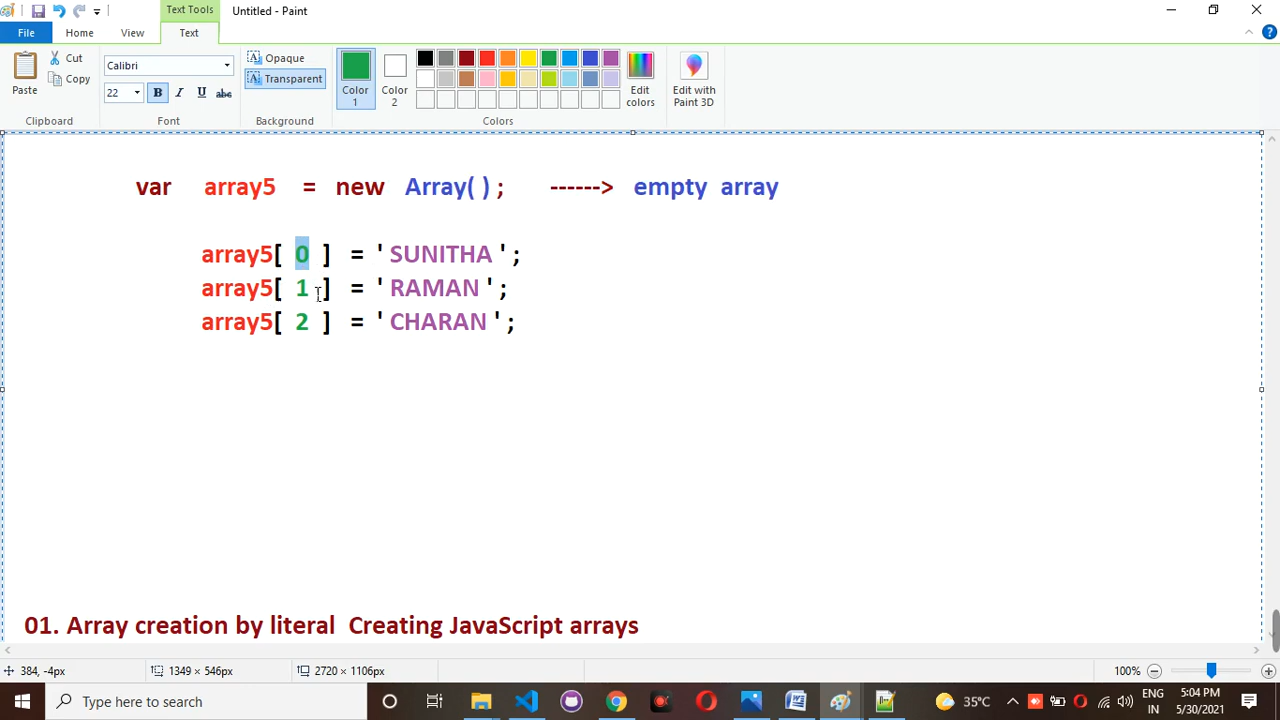 Text Tools
Untitled - Paint
File
Home
View
Text
Paste
Cut
Copy
Clipboard
Calibri
22
B
I
U
abc
Font
Opaque
Transparent
Background
Color 1
Color 2
Edit colors
Colors
Edit with Paint 3D
var array5 = new Array( ) ; ------> empty array
array5[ 0 ] = ' SUNITHA ' ;
array5[ 1 ] = ' RAMAN ' ;
array5[ 2 ] = ' CHARAN ' ;
01. Array creation by literal Creating JavaScript arrays
384, -4px
1349 × 546px
2720 × 1106px
100%
Type here to search
35°C
ENG
IN
5:04 PM
5/30/2021